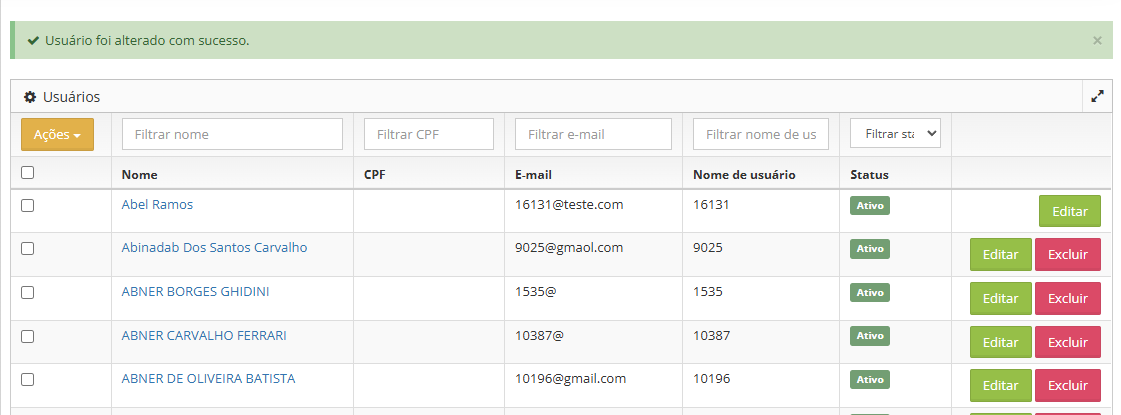 Usuário foi alterado com sucesso. ×
Usuários
Ações Filtrar nome Filtrar CPF Filtrar e-mail Filtrar nome de us Filtrar sta
Nome CPF E-mail Nome de usuário Status
Abel Ramos 16131@teste.com 16131 Ativo Editar
Abinadab Dos Santos Carvalho 9025@gmaol.com 9025 Ativo Editar Excluir
ABNER BORGES GHIDINI 1535@ 1535 Ativo Editar Excluir
ABNER CARVALHO FERRARI 10387@ 10387 Ativo Editar Excluir
ABNER DE OLIVEIRA BATISTA 10196@gmail.com 10196 Ativo Editar Excluir